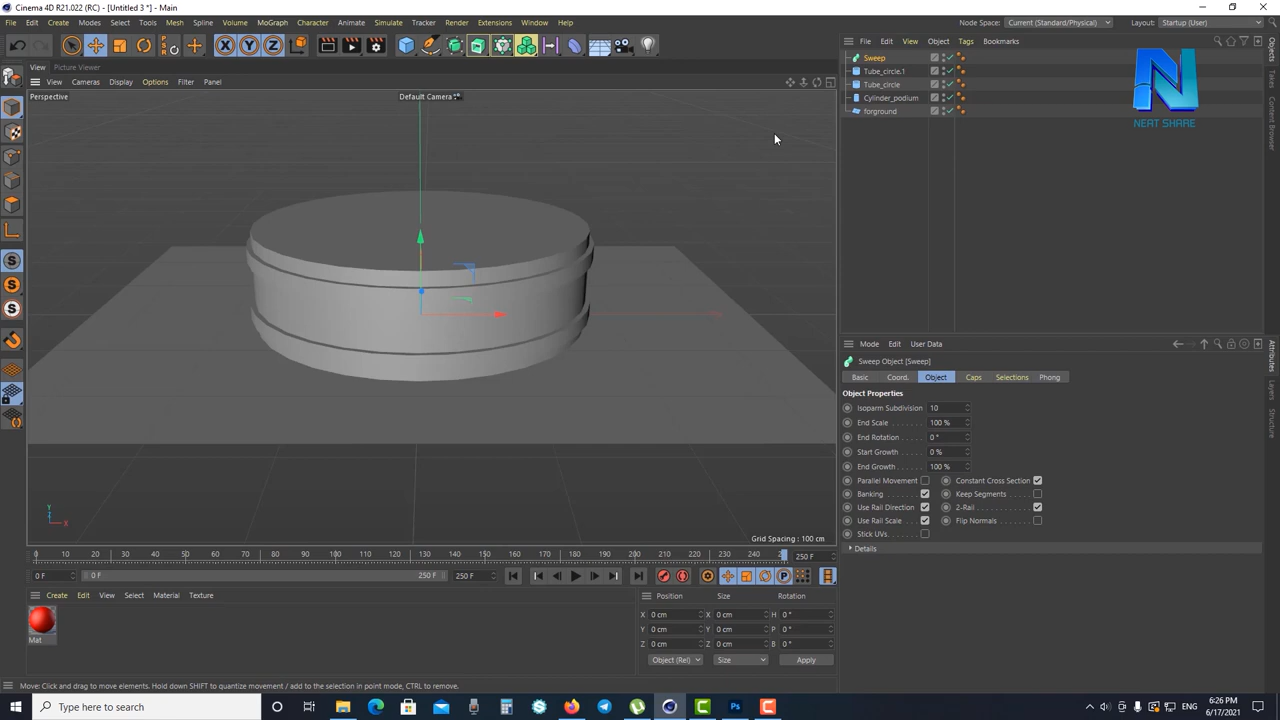 Cinema 4D R21.022 (RC) - [Untitled 3 *] - Main
File Edit Create Modes Select Tools Mesh Spline Volume MoGraph Character Animate Simulate Tracker Render Extensions Window Help
Node Space: Current (Standard/Physical) Layout: Startup (User)
X Y Z
File Edit View Object Tags Bookmarks
View Picture Viewer
View Cameras Display Options Filter Panel
Perspective Default Camera
Sweep
Tube_circle.1
Tube_circle
Cylinder_podium
forground
NEAT SHARE
Objects
Takes
Content Browser
Attributes
Layers
Structure
Mode Edit User Data
Sweep Object [Sweep]
Basic Coord. Object Caps Selections Phong
Object Properties
Isoparm Subdivision 10
End Scale 100 %
End Rotation 0 °
Start Growth 0 %
End Growth 100 %
Parallel Movement Constant Cross Section
Banking Keep Segments
Use Rail Direction 2-Rail
Use Rail Scale Flip Normals
Stick UVs
Details
Y
X
Grid Spacing : 100 cm
0 10 20 30 40 50 60 70 80 90 100 110 120 130 140 150 160 170 180 190 200 210 220 230 240 250 F
0 F 0 F 250 F 250 F
Create Edit View Select Material Texture
Mat
Position Size Rotation
X 0 cm X 0 cm H 0 °
Y 0 cm Y 0 cm P 0 °
Z 0 cm Z 0 cm B 0 °
Object (Rel) Size Apply
Move: Click and drag to move elements. Hold down SHIFT to quantize movement / add to the selection in point mode, CTRL to remove.
Type here to search
ENG
6:26 PM
6/17/2021